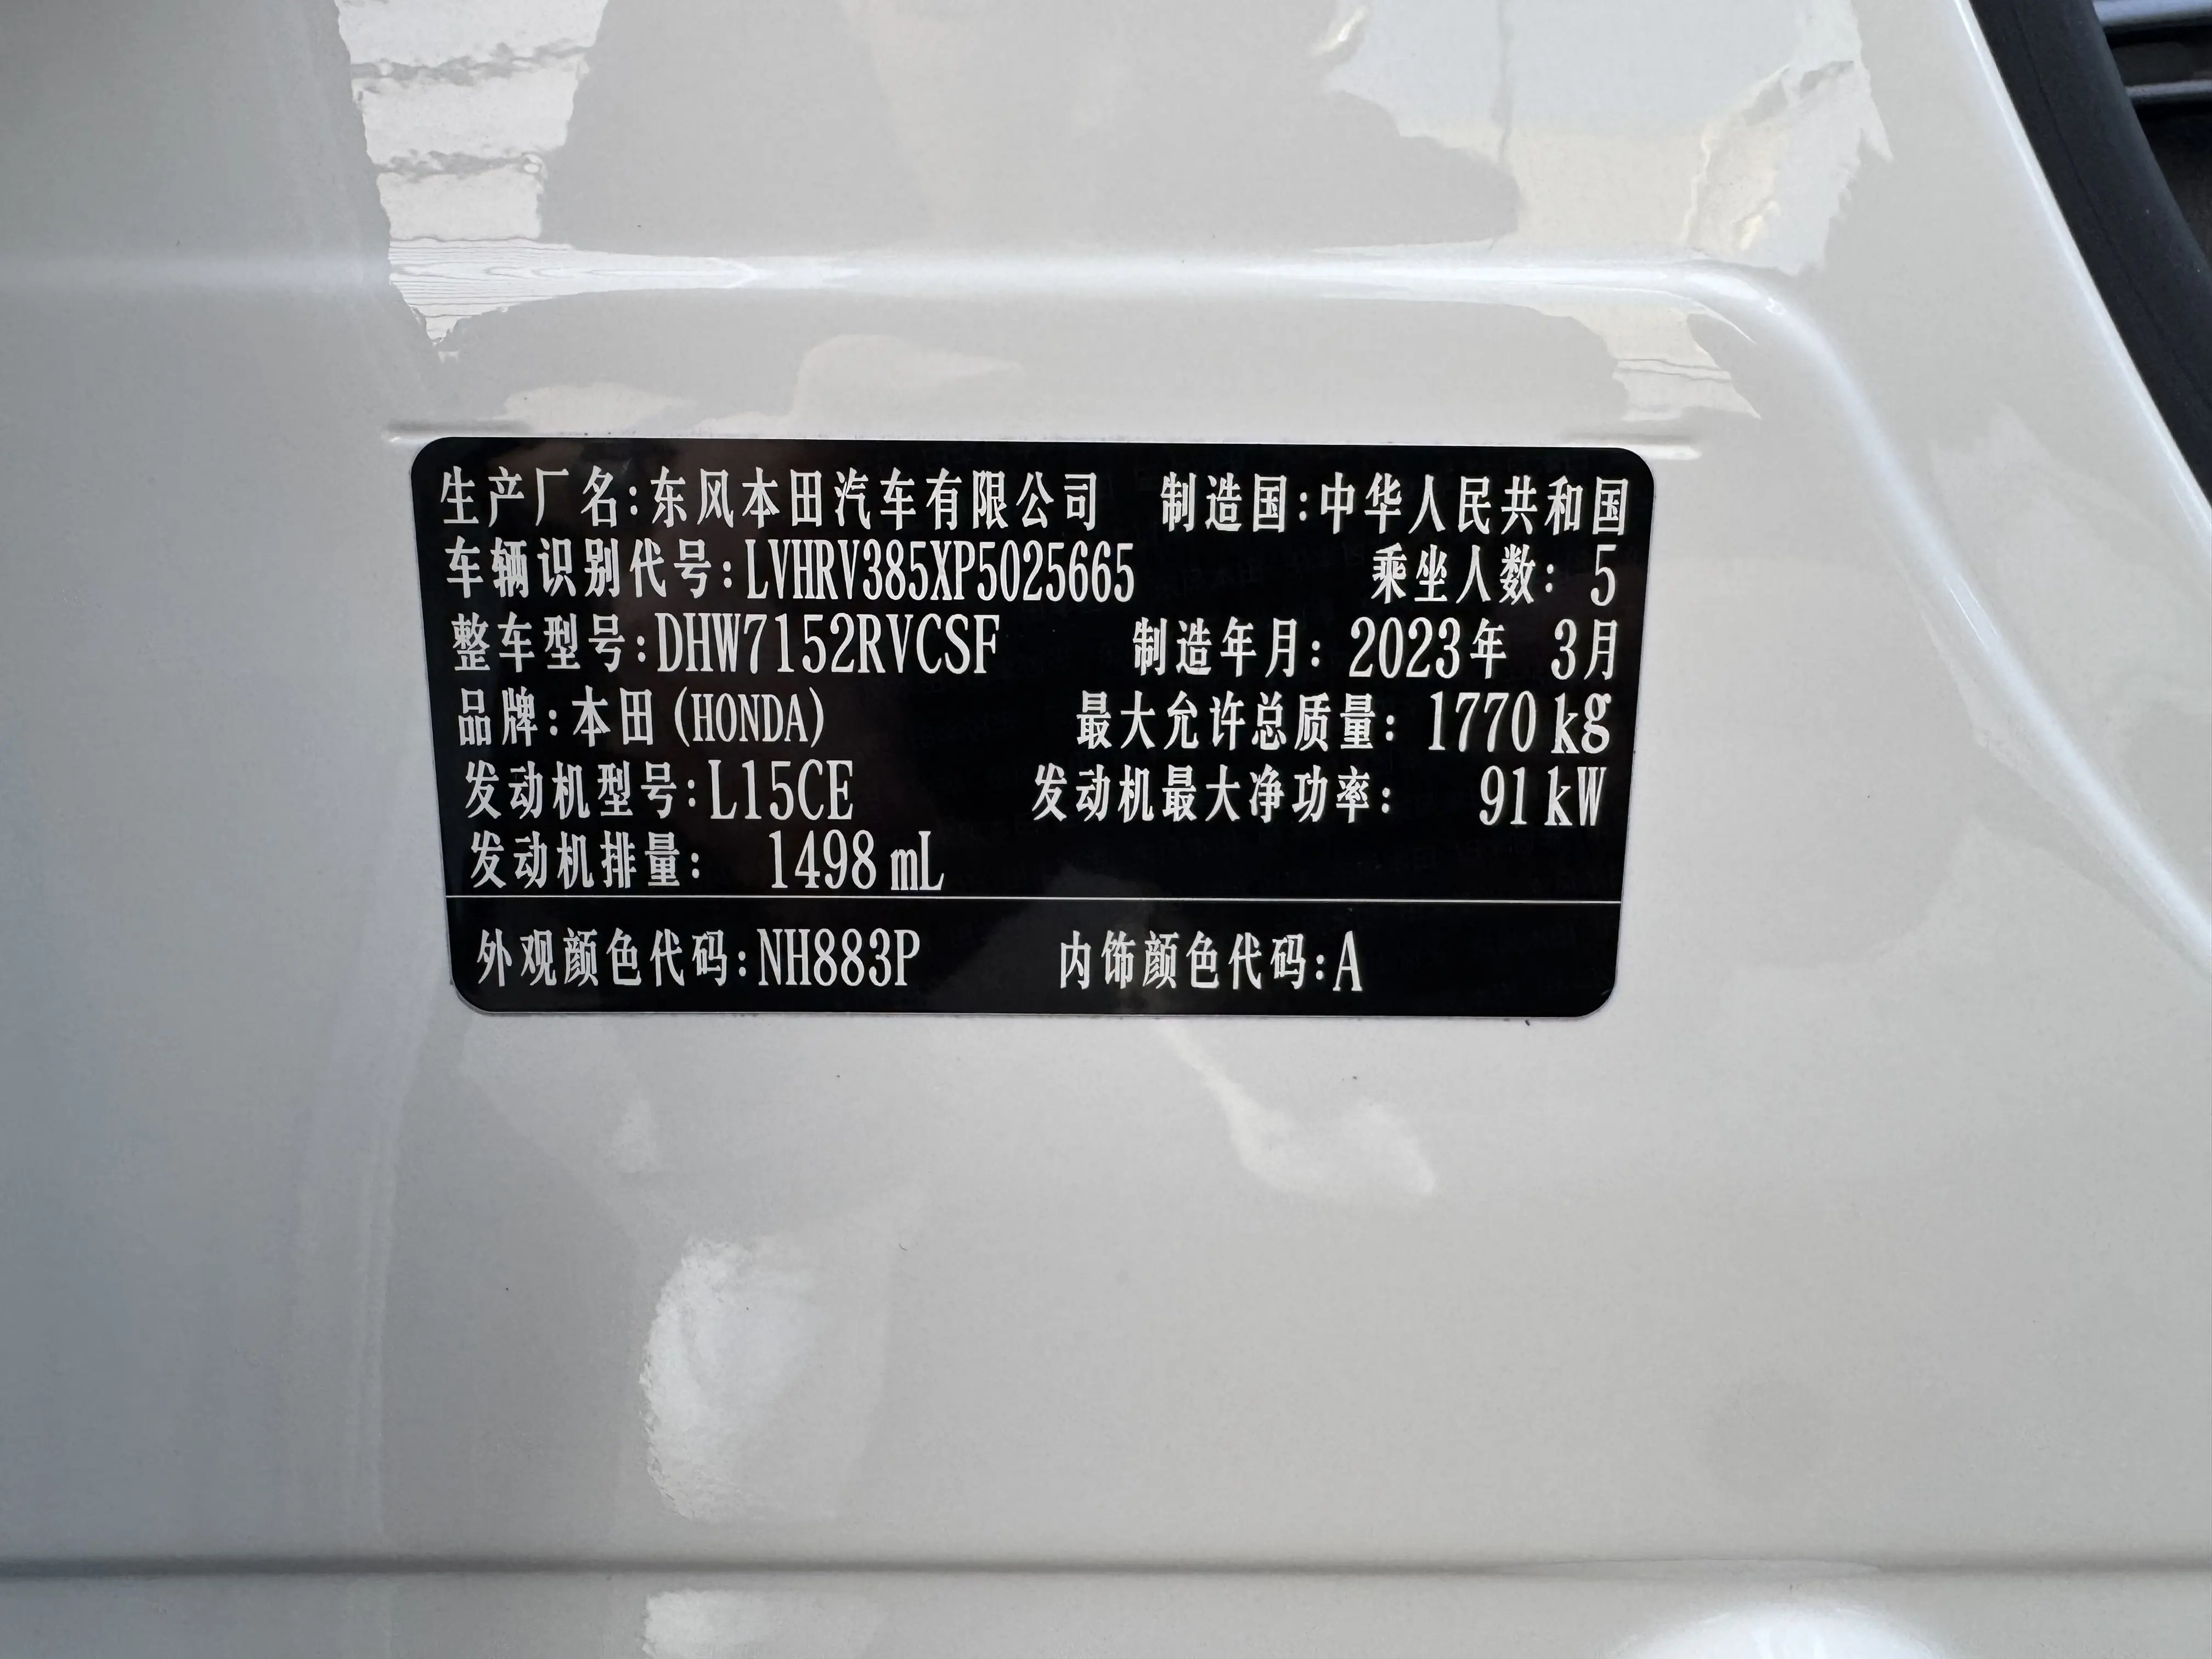 生产厂名:东风本田汽车有限公司 制造国:中华人民共和国
车辆识别代号:LVHRV385XP5025665 乘坐人数: 5
整车型号:DHW7152RVCSF 制造年月: 2023年 3月
品牌:本田(HONDA) 最大允许总质量: 1770 kg
发动机型号:L15CE 发动机最大净功率: 91 kW
发动机排量: 1498 mL
外观颜色代码:NH883P 内饰颜色代码:A